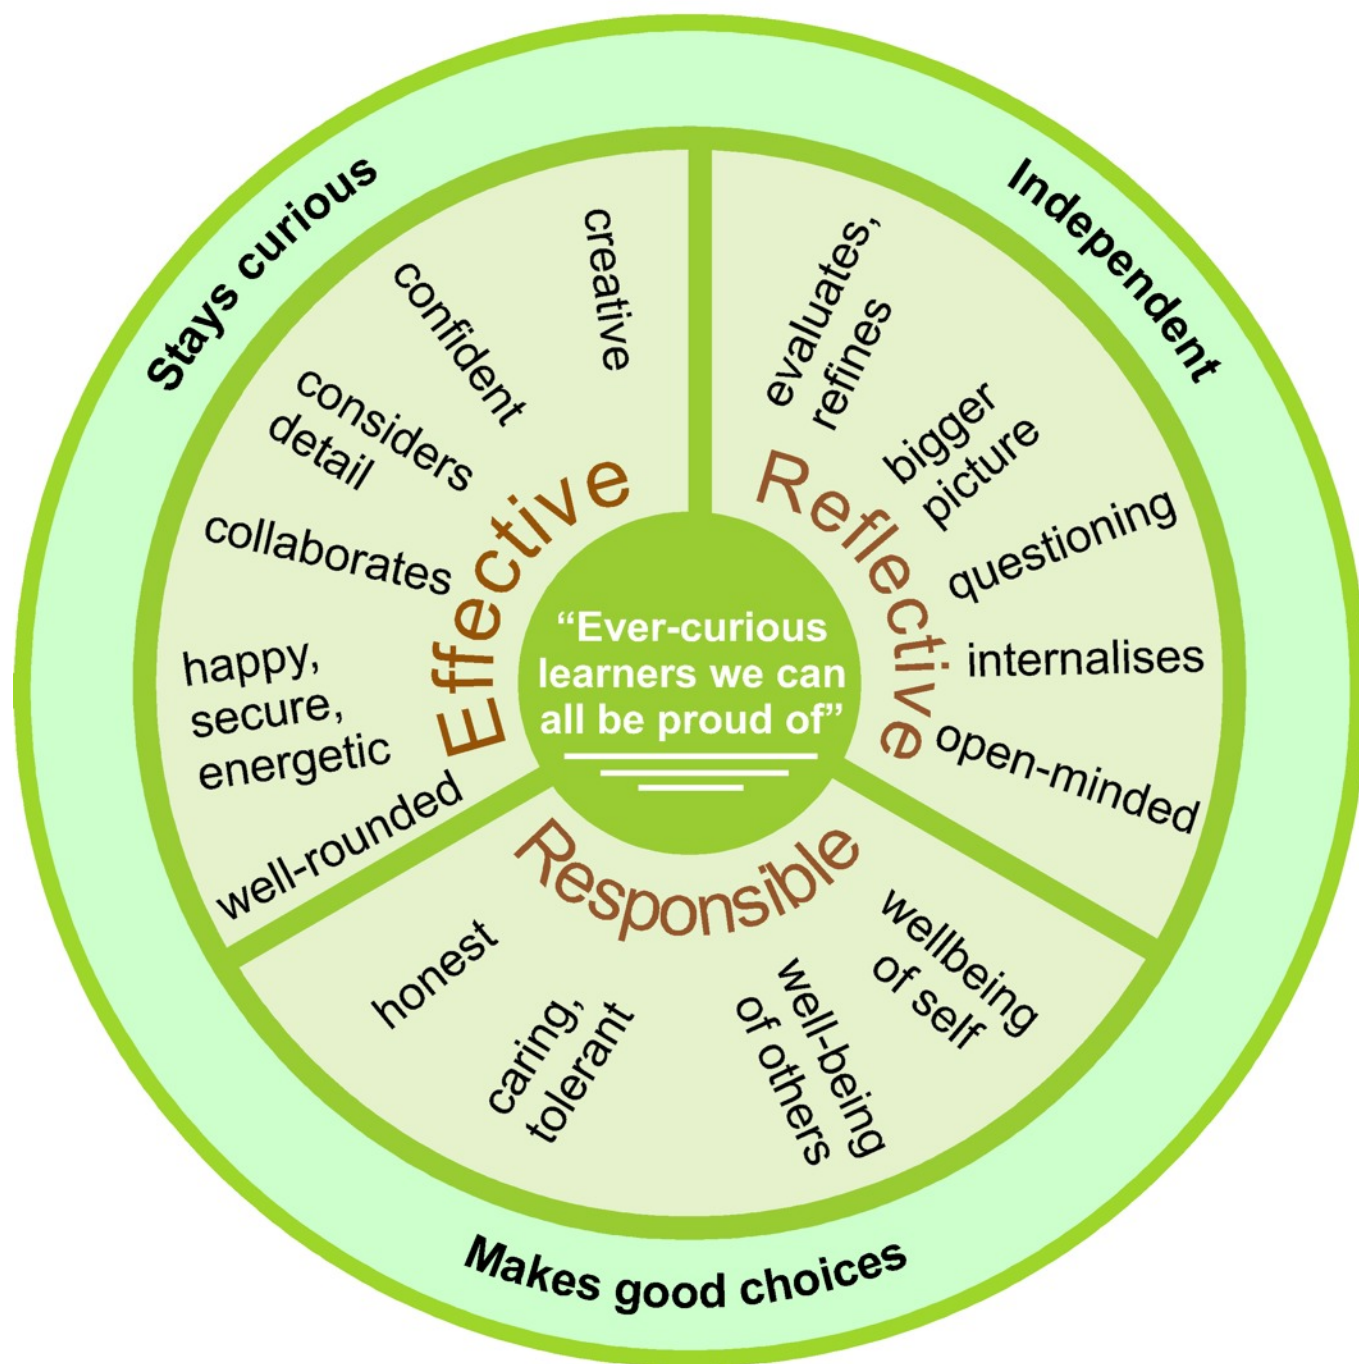 Stays curious
Independent
Makes good choices
Effective
creative
confident
considers
detail
collaborates
happy,
secure,
energetic
well-rounded
Reflective
evaluates,
refines
bigger
picture
questioning
internalises
open-minded
Responsible
wellbeing
of self
well-being
of others
caring,
tolerant
honest
“Ever-curious
learners we can
all be proud of”